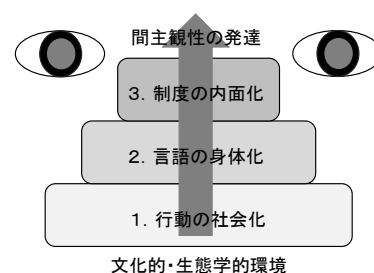 間主観性の発達
3. 制度の内面化
2. 言語の身体化
1. 行動の社会化
文化的・生態学的環境